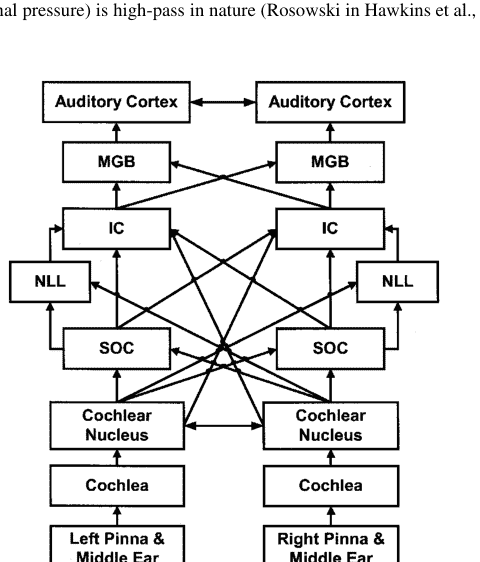 nal pressure) is high-pass in nature (Rosowski in Hawkins et al.,
Auditory Cortex Auditory Cortex
MGB MGB
IC IC
NLL NLL
SOC SOC
Cochlear Cochlear
Nucleus Nucleus
Cochlea Cochlea
Left Pinna & Right Pinna &
Middle Ear Middle Ear